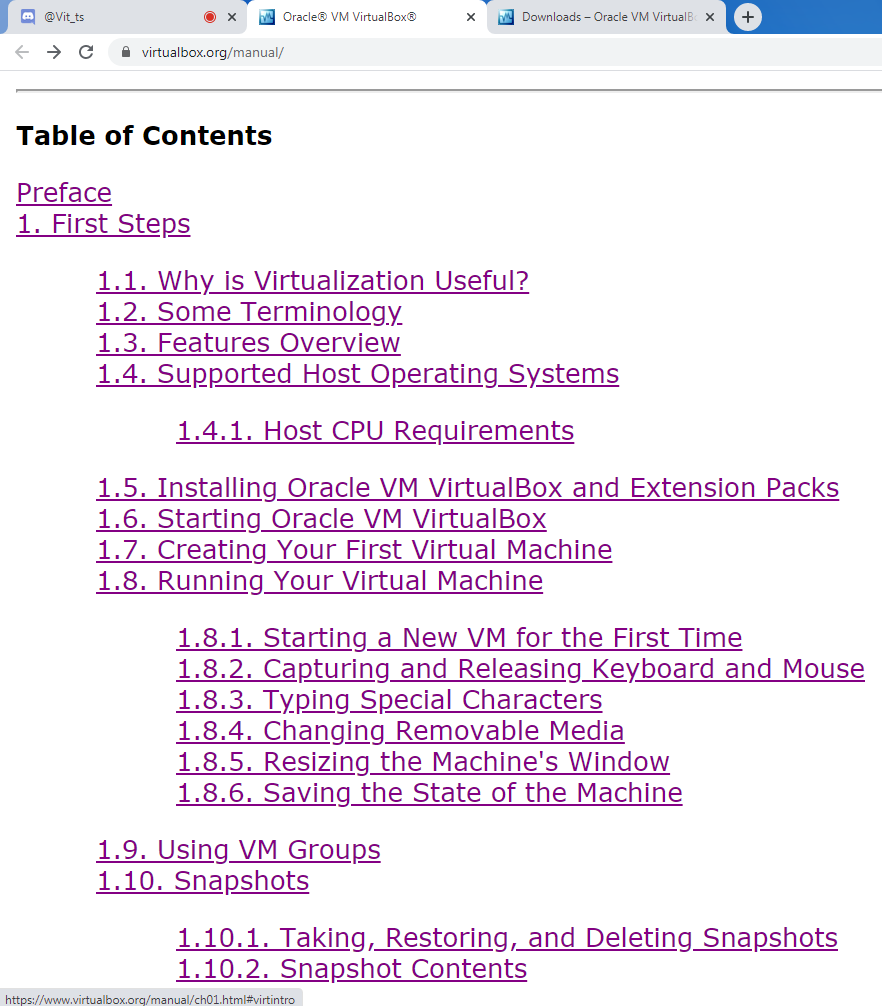 @Vit_ts
Oracle® VM VirtualBox®
Downloads – Oracle VM VirtualB
virtualbox.org/manual/
Table of Contents
Preface
1. First Steps
1.1. Why is Virtualization Useful?
1.2. Some Terminology
1.3. Features Overview
1.4. Supported Host Operating Systems
1.4.1. Host CPU Requirements
1.5. Installing Oracle VM VirtualBox and Extension Packs
1.6. Starting Oracle VM VirtualBox
1.7. Creating Your First Virtual Machine
1.8. Running Your Virtual Machine
1.8.1. Starting a New VM for the First Time
1.8.2. Capturing and Releasing Keyboard and Mouse
1.8.3. Typing Special Characters
1.8.4. Changing Removable Media
1.8.5. Resizing the Machine's Window
1.8.6. Saving the State of the Machine
1.9. Using VM Groups
1.10. Snapshots
1.10.1. Taking, Restoring, and Deleting Snapshots
1.10.2. Snapshot Contents
https://www.virtualbox.org/manual/ch01.html#virtintro